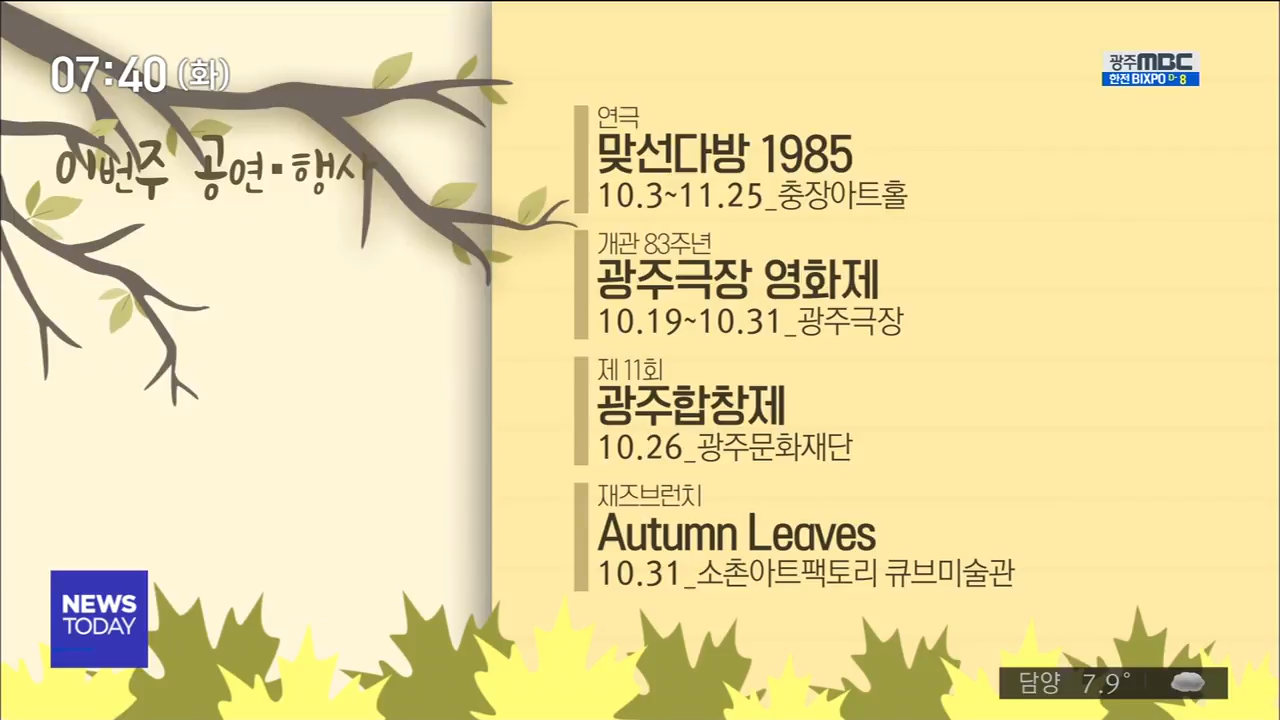 07:40 (화)
광주MBC
한전 BIXPO D-8
이번주 공연·행사
연극
맞선다방 1985
10.3~11.25_충장아트홀
개관 83주년
광주극장 영화제
10.19~10.31_광주극장
제 11회
광주합창제
10.26_광주문화재단
재즈브런치
Autumn Leaves
10.31_소촌아트팩토리 큐브미술관
NEWS
TODAY
담양 7.9°